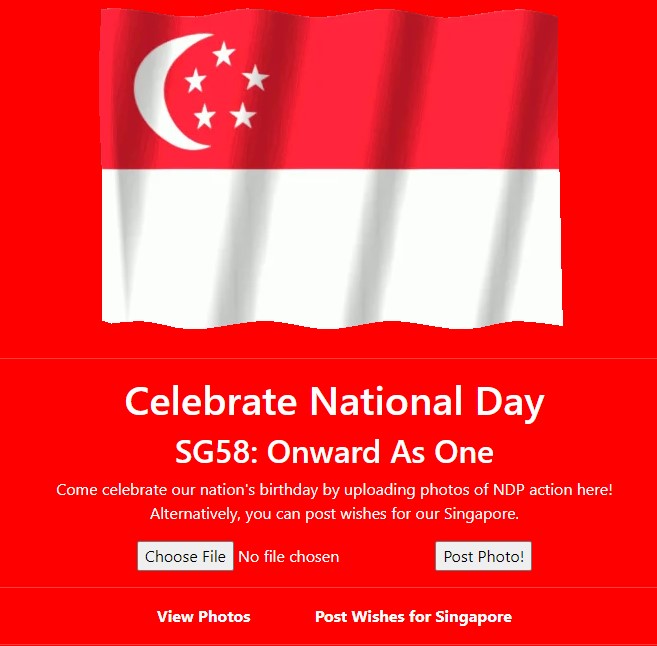 Celebrate National Day
SG58: Onward As One
Come celebrate our nation's birthday by uploading photos of NDP action here!
Alternatively, you can post wishes for our Singapore.
Choose File No file chosen Post Photo!
View Photos Post Wishes for Singapore